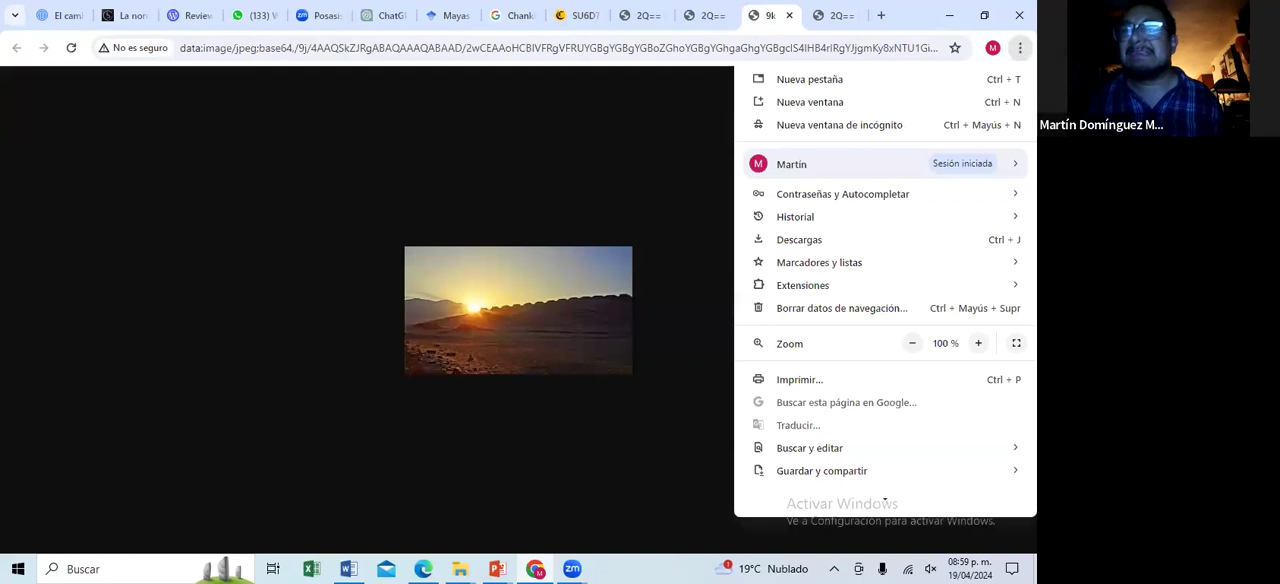 El cam
La nor
Review
(133) W
Posasis
ChatG
Mayas
Chank
SU6D7
2Q==
2Q==
9k
2Q==
No es seguro
data:image/jpeg;base64,/9j/4AAQSkZJRgABAQAAAQABAAD/2wCEAAoHCBIVFRgVFRUYGBgYGBgYGBoZGhoYGBgYGhgaGhgYGBgcIS4lHB4rIRgYJjgmKy8xNTU1Gi...
M
Nueva pestaña Ctrl + T
Nueva ventana Ctrl + N
Nueva ventana de incógnito Ctrl + Mayús + N
M Martín Sesión iniciada
Contraseñas y Autocompletar
Historial
Descargas Ctrl + J
Marcadores y listas
Extensiones
Borrar datos de navegación... Ctrl + Mayús + Supr
Zoom − 100 % +
Imprimir... Ctrl + P
Buscar esta página en Google...
Traducir...
Buscar y editar
Guardar y compartir
Activar Windows
Ve a Configuración para activar Windows.
Martín Domínguez M...
Buscar
19°C Nublado
08:59 p. m.
19/04/2024